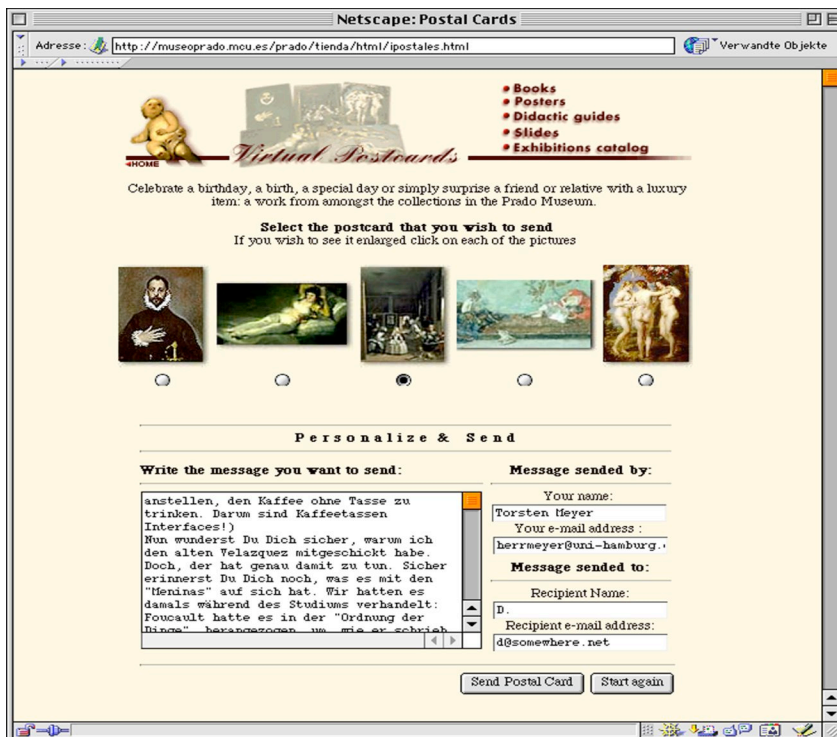 Netscape: Postal Cards
Adresse: http://museoprado.mcu.es/prado/tienda/html/ipostales.html Verwandte Objekte
Books
Posters
Didactic guides
Slides
Exhibitions catalog
HOME
Virtual Postcards
Celebrate a birthday, a birth, a special day or simply surprise a friend or relative with a luxury
item: a work from amongst the collections in the Prado Museum.
Select the postcard that you wish to send
If you wish to see it enlarged click on each of the pictures
Personalize & Send
Write the message you want to send:
anstellen, den Kaffee ohne Tasse zu
trinken. Darum sind Kaffeetassen
Interfaces!)
Nun wunderst Du Dich sicher, warum ich
den alten Velazquez mitgeschickt habe.
Doch, der hat genau damit zu tun. Sicher
erinnerst Du Dich noch, was es mit den
"Meninas" auf sich hat. Wir hatten es
damals während des Studiums verhandelt:
Foucault hatte es in der "Ordnung der
Dinge" herangezogen, um, wie er schrieb
Message sended by:
Your name:
Torsten Meyer
Your e-mail address :
herrmeyer@uni-hamburg.
Message sended to:
Recipient Name:
D.
Recipient e-mail address:
d@somewhere.net
Send Postal Card
Start again